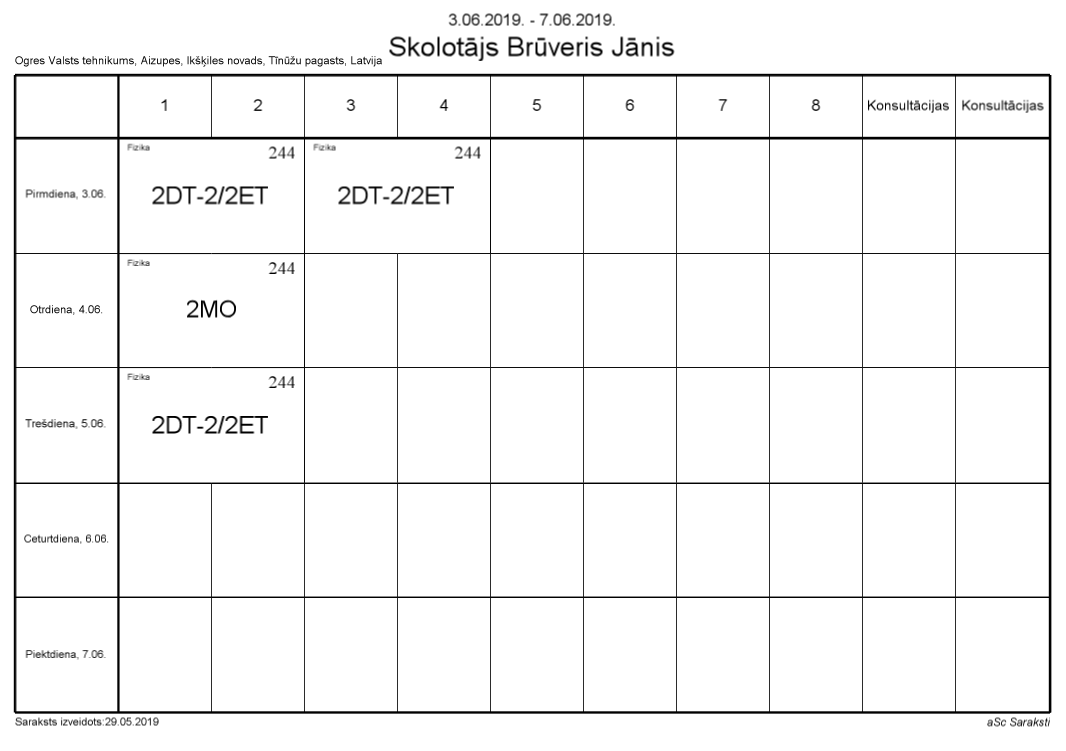 3.06.2019. - 7.06.2019.
Skolotājs Brūveris Jānis
Ogres Valsts tehnikums, Aizupes, Ikšķiles novads, Tīnūžu pagasts, Latvija
1 2 3 4 5 6 7 8 Konsultācijas Konsultācijas
Fizika 244 Fizika 244
Pirmdiena, 3.06. 2DT-2/2ET 2DT-2/2ET
Fizika 244
Otrdiena, 4.06. 2MO
Fizika 244
Trešdiena, 5.06. 2DT-2/2ET
Ceturtdiena, 6.06.
Piektdiena, 7.06.
Saraksts izveidots:29.05.2019 aSc Saraksti